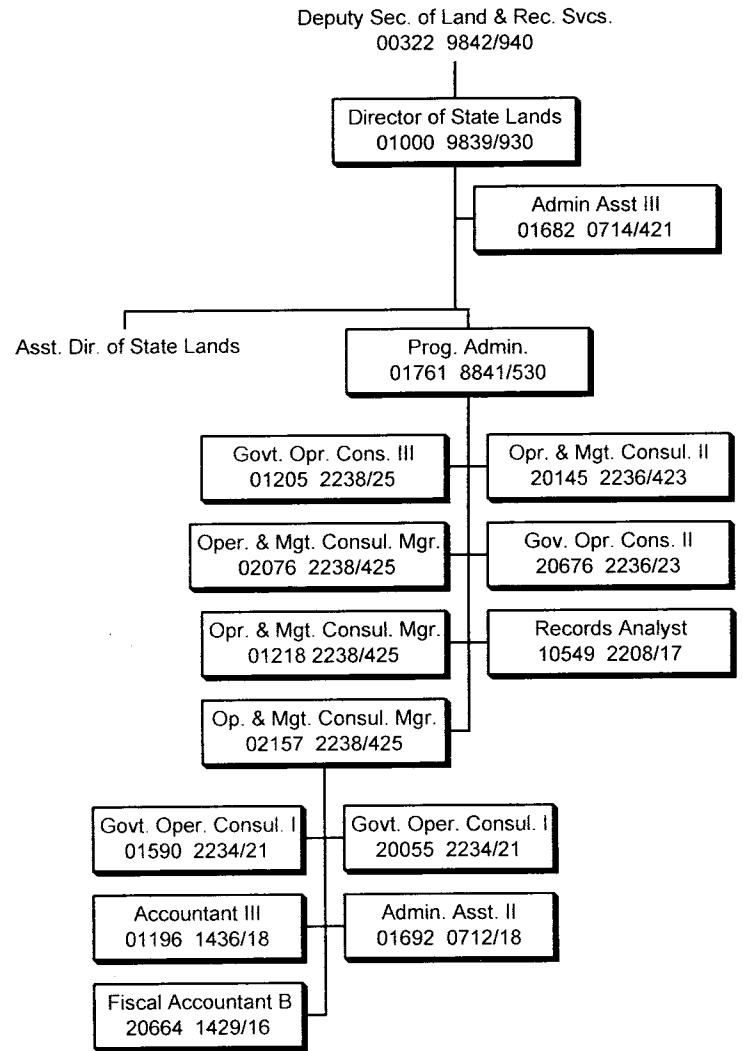 Deputy Sec. of Land & Rec. Svcs.
00322 9842/940
Director of State Lands
01000 9839/930
Admin Asst III
01682 0714/421
Asst. Dir. of State Lands
Prog. Admin.
01761 8841/530
Govt. Opr. Cons. III
01205 2238/25
Opr. & Mgt. Consul. II
20145 2236/423
Oper. & Mgt. Consul. Mgr.
02076 2238/425
Gov. Opr. Cons. II
20676 2236/23
Opr. & Mgt. Consul. Mgr.
01218 2238/425
Records Analyst
10549 2208/17
Op. & Mgt. Consul. Mgr.
02157 2238/425
Govt. Oper. Consul. I
01590 2234/21
Govt. Oper. Consul. I
20055 2234/21
Accountant III
01196 1436/18
Admin. Asst. II
01692 0712/18
Fiscal Accountant B
20664 1429/16